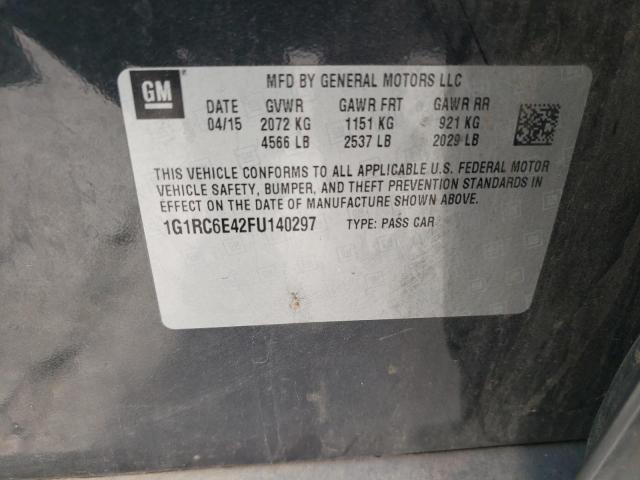 GM
MFD BY GENERAL MOTORS LLC
DATE GVWR GAWR FRT GAWR RR
04/15 2072 KG 1151 KG 921 KG
4566 LB 2537 LB 2029 LB
THIS VEHICLE CONFORMS TO ALL APPLICABLE U.S. FEDERAL MOTOR
VEHICLE SAFETY, BUMPER, AND THEFT PREVENTION STANDARDS IN
EFFECT ON THE DATE OF MANUFACTURE SHOWN ABOVE.
1G1RC6E42FU140297 TYPE: PASS CAR